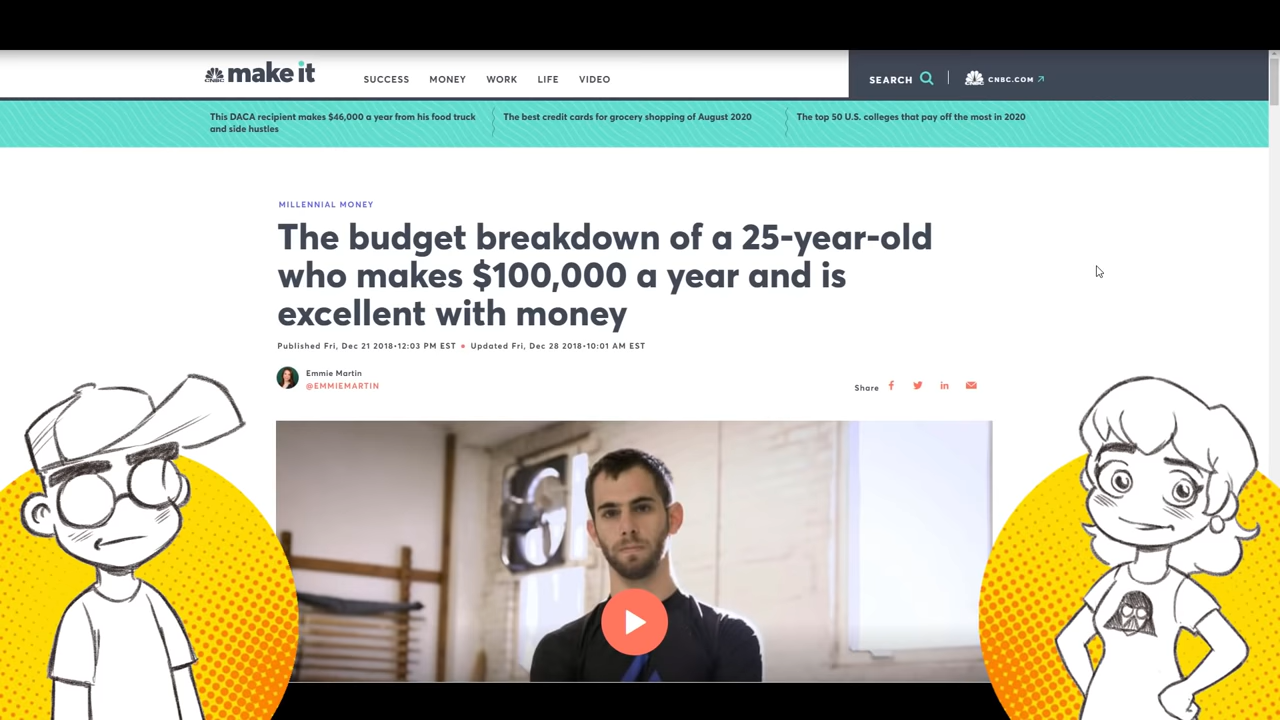 CNBC make it
SUCCESS MONEY WORK LIFE VIDEO
SEARCH
CNBC.COM
This DACA recipient makes $46,000 a year from his food truck
and side hustles
The best credit cards for grocery shopping of August 2020
The top 50 U.S. colleges that pay off the most in 2020
MILLENNIAL MONEY
The budget breakdown of a 25-year-old
who makes $100,000 a year and is
excellent with money
Published Fri, Dec 21 2018•12:03 PM EST • Updated Fri, Dec 28 2018•10:01 AM EST
Emmie Martin
@EMMIEMARTIN
Share